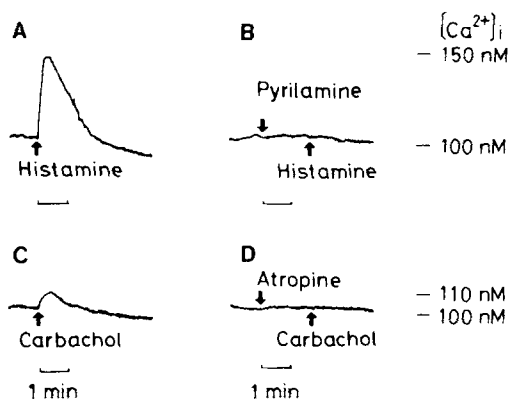 A
B
[Ca²⁺]i
– 150 nM
Pyrilamine
– 100 nM
Histamine
Histamine
C
D
Atropine
– 110 nM
– 100 nM
Carbachol
Carbachol
1 min
1 min